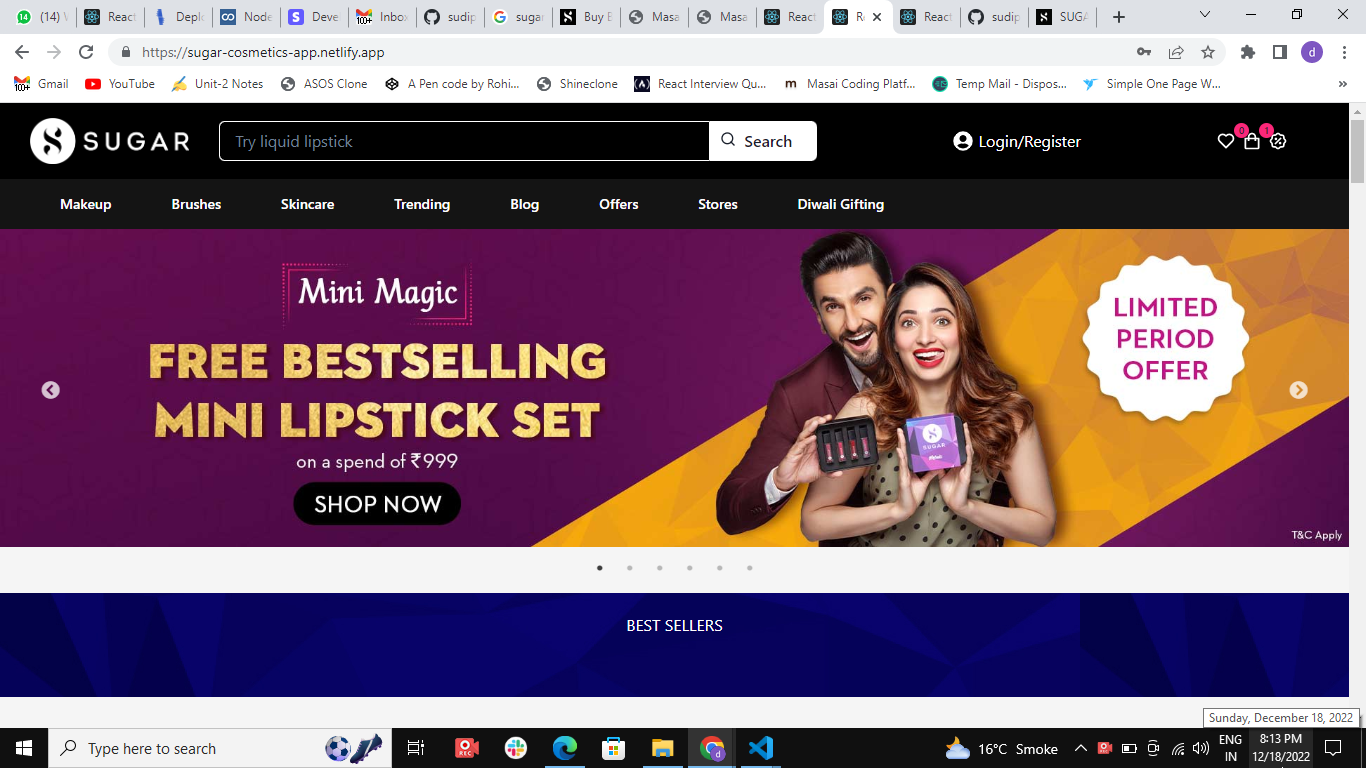 (14) W
React
Deplo
Node
Deve
Inbox
sudip
sugar
Buy B
Masa
Masa
React
Re
React
sudip
SUGA
https://sugar-cosmetics-app.netlify.app
d
100+ Gmail
YouTube
Unit-2 Notes
ASOS Clone
A Pen code by Rohi...
Shineclone
React Interview Qu...
Masai Coding Platf...
Temp Mail - Dispos...
Simple One Page W...
»
SUGAR
Try liquid lipstick
Search
Login/Register
0
1
Makeup
Brushes
Skincare
Trending
Blog
Offers
Stores
Diwali Gifting
Mini Magic
FREE BESTSELLING
MINI LIPSTICK SET
on a spend of ₹999
SHOP NOW
SUGAR
LIMITED
PERIOD
OFFER
T&C Apply
BEST SELLERS
Sunday, December 18, 2022
Type here to search
REC
d
16°C Smoke
ENG
IN
8:13 PM
12/18/2022